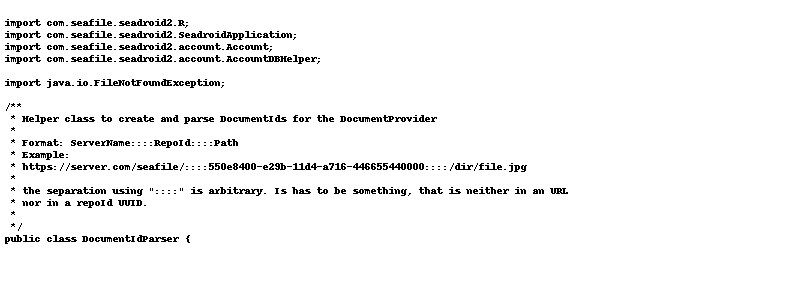 import com.seafile.seadroid2.R;
import com.seafile.seadroid2.SeadroidApplication;
import com.seafile.seadroid2.account.Account;
import com.seafile.seadroid2.account.AccountDBHelper;
import java.io.FileNotFoundException;
/**
 * Helper class to create and parse DocumentIds for the DocumentProvider
 *
 * Format: ServerName::::RepoId::::Path
 * Example:
 * https://server.com/seafile/::::550e8400-e29b-11d4-a716-446655440000::::/dir/file.jpg
 *
 * the separation using "::::" is arbitrary. Is has to be something, that is neither in an URL
 * nor in a repoId UUID.
 *
 */
public class DocumentIdParser {